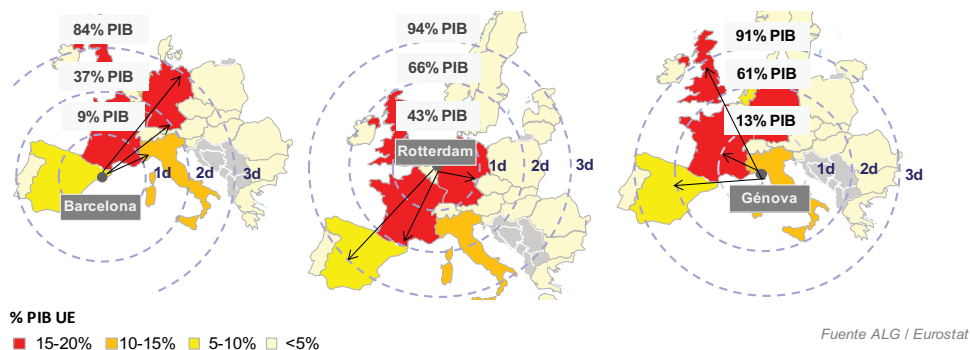 84% PIB
37% PIB
9% PIB
1d 2d 3d
Barcelona
94% PIB
66% PIB
43% PIB
Rotterdam
1d 2d 3d
91% PIB
61% PIB
13% PIB
1d 2d 3d
Génova
% PIB UE
15-20% 10-15% 5-10% <5%
Fuente ALG / Eurostat